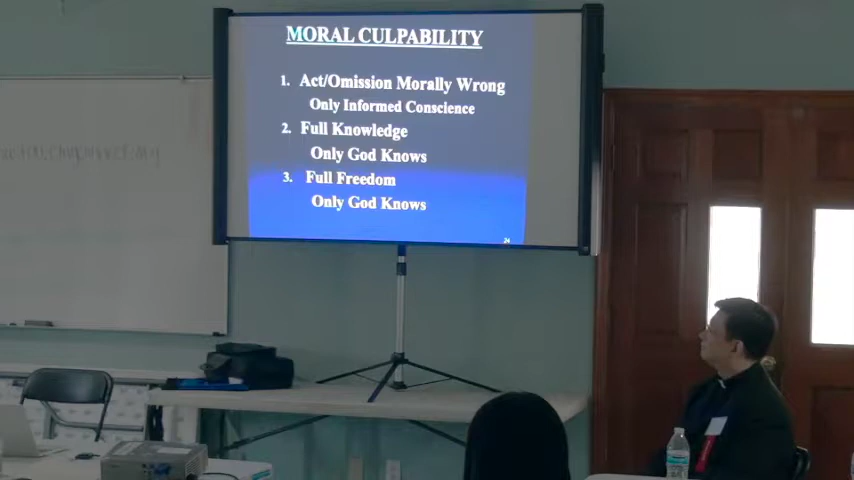 MORAL CULPABILITY
1. Act/Omission Morally Wrong
Only Informed Conscience
2. Full Knowledge
Only God Knows
3. Full Freedom
Only God Knows
24